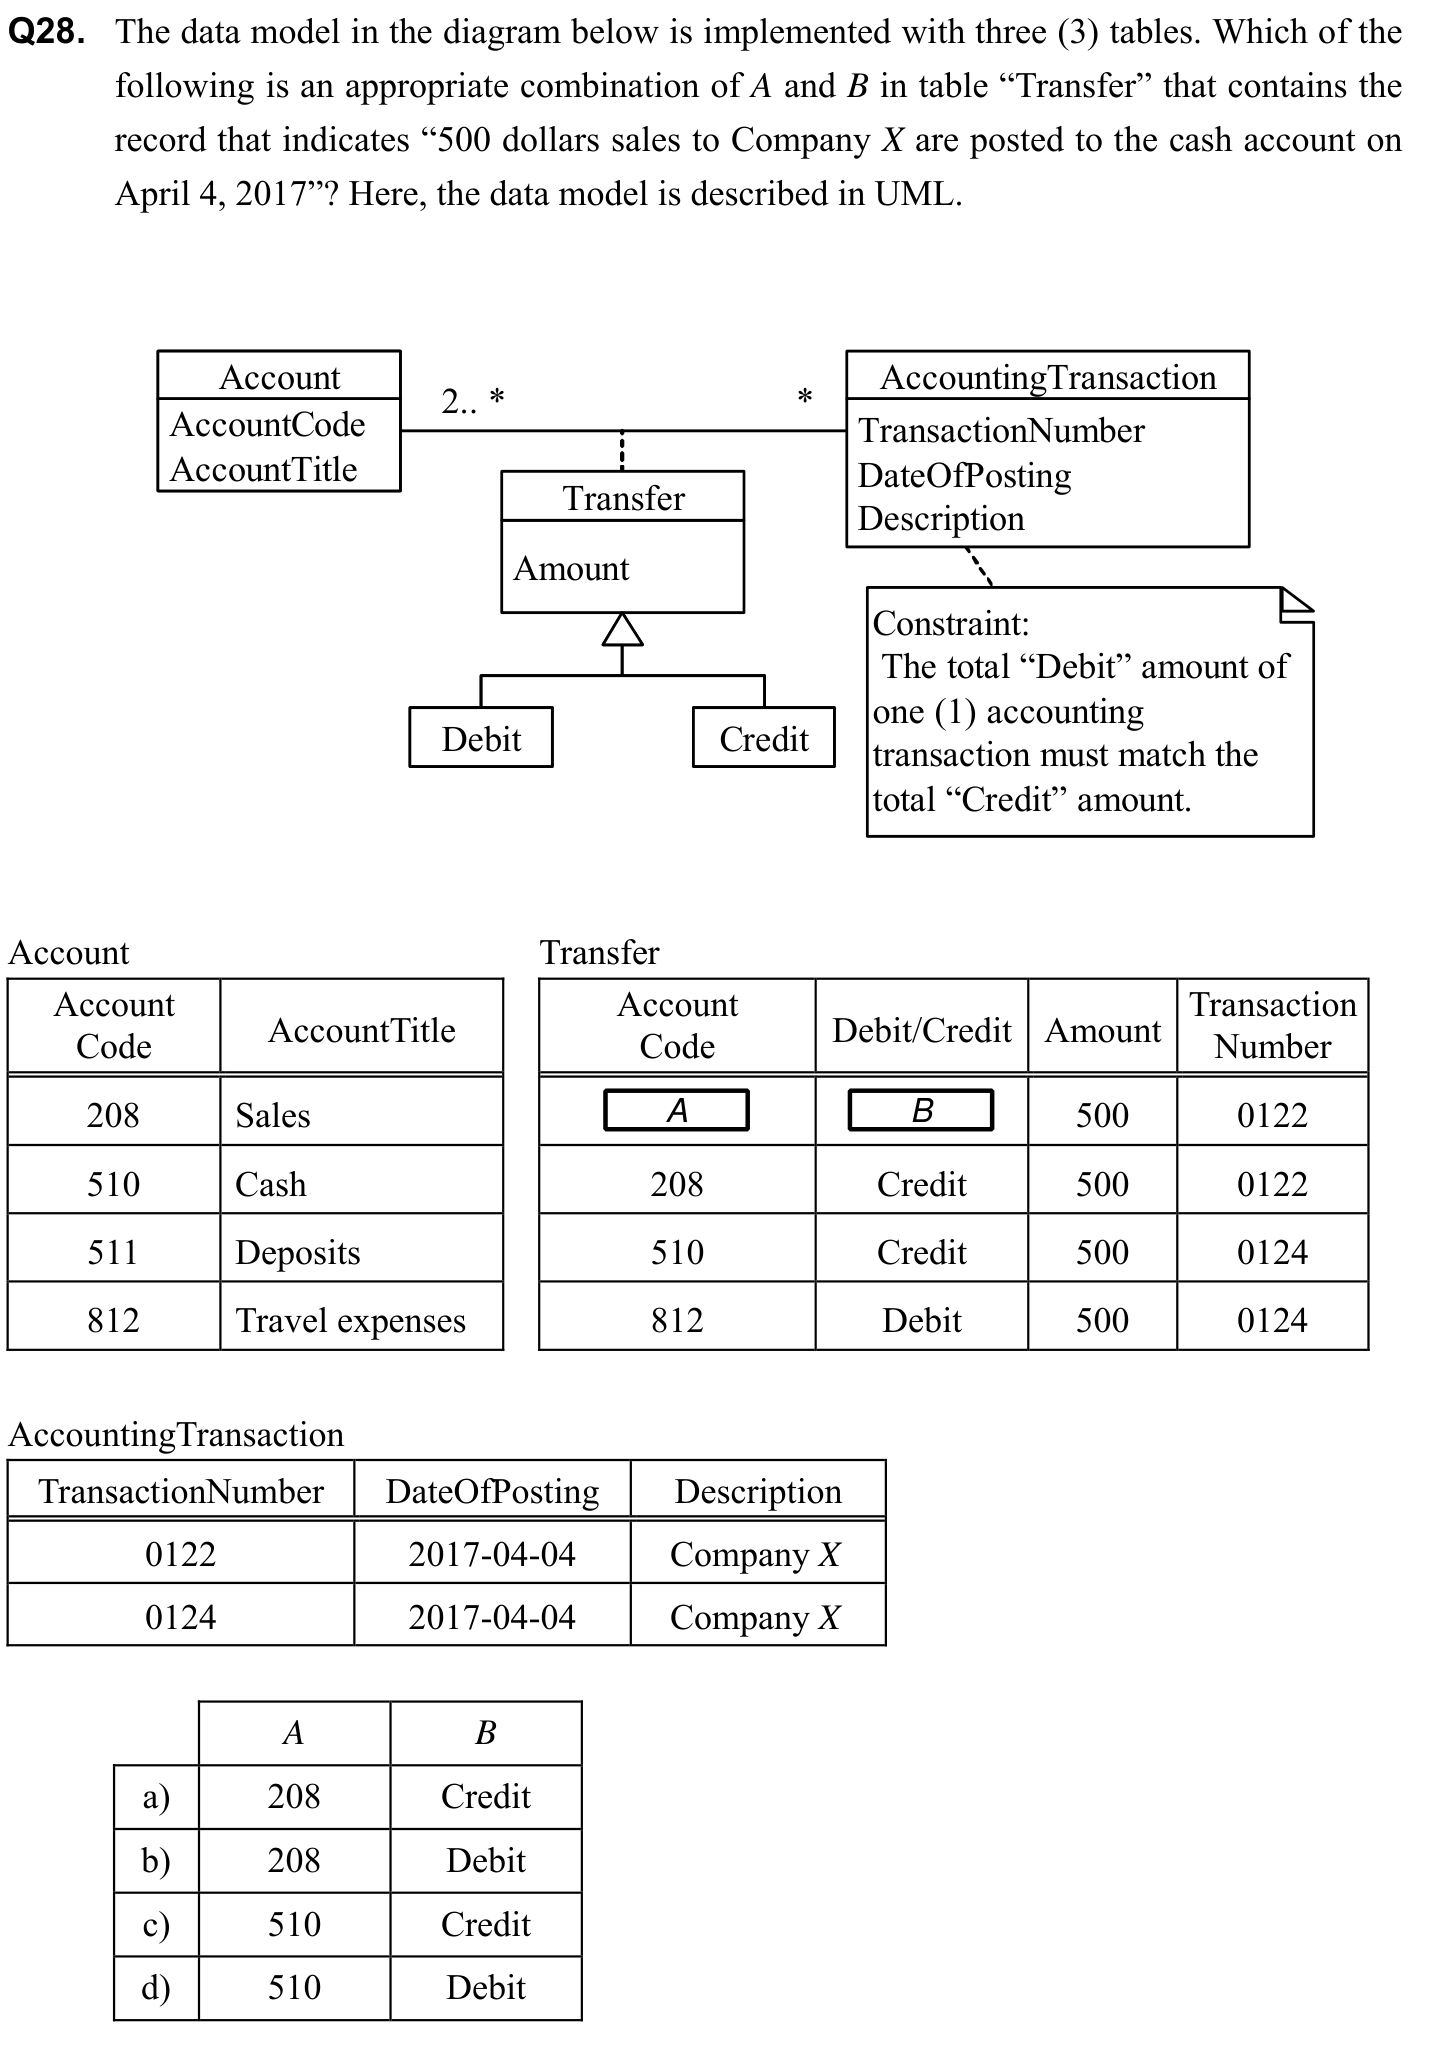 Q28. The data model in the diagram below is implemented with three (3) tables. Which of the
following is an appropriate combination of A and B in table “Transfer” that contains the
record that indicates “500 dollars sales to Company X are posted to the cash account on
April 4, 2017”? Here, the data model is described in UML.
Account
AccountCode
AccountTitle
2.. *
*
AccountingTransaction
TransactionNumber
DateOfPosting
Description
Transfer
Amount
Debit
Credit
Constraint:
The total “Debit” amount of
one (1) accounting
transaction must match the
total “Credit” amount.
Account
Account
Code
AccountTitle
208 Sales
510 Cash
511 Deposits
812 Travel expenses
Transfer
Account
Code
Debit/Credit
Amount
Transaction
Number
A B 500 0122
208 Credit 500 0122
510 Credit 500 0124
812 Debit 500 0124
AccountingTransaction
TransactionNumber DateOfPosting Description
0122 2017-04-04 Company X
0124 2017-04-04 Company X
A B
a) 208 Credit
b) 208 Debit
c) 510 Credit
d) 510 Debit